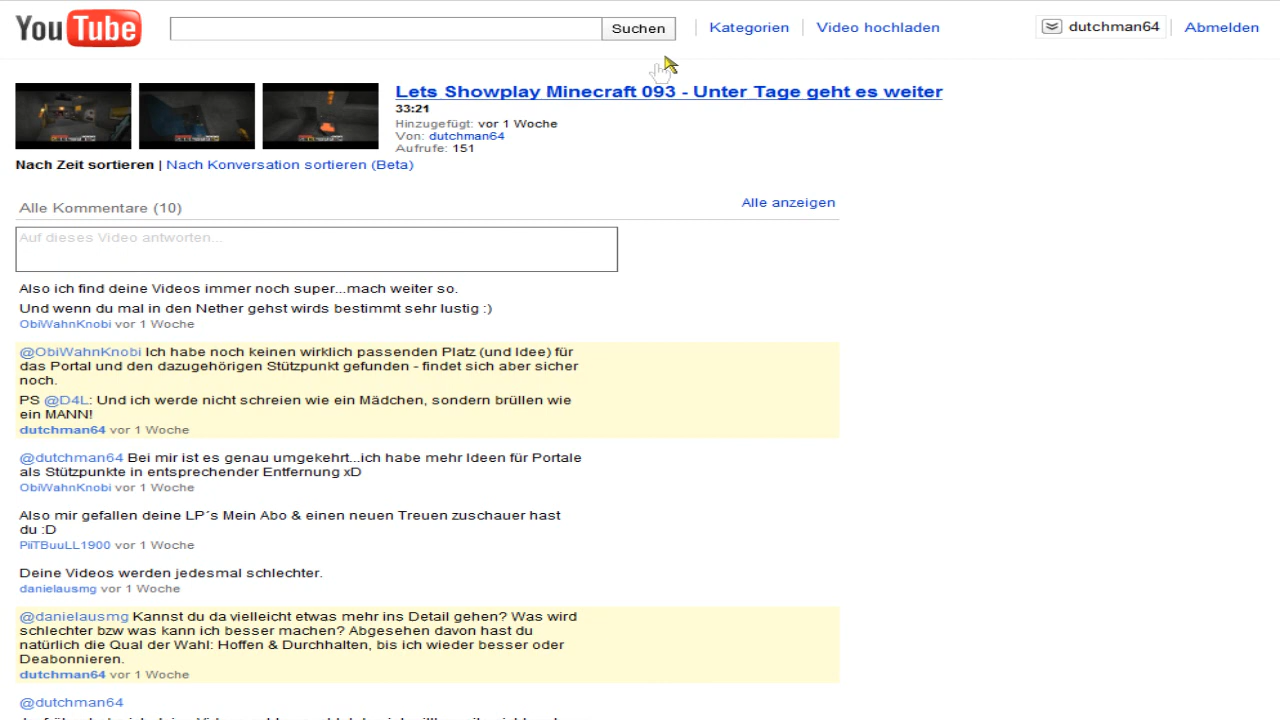 YouTube
Suchen
Kategorien
Video hochladen
dutchman64
Abmelden
Lets Showplay Minecraft 093 - Unter Tage geht es weiter
33:21
Hinzugefügt: vor 1 Woche
Von: dutchman64
Aufrufe: 151
Nach Zeit sortieren | Nach Konversation sortieren (Beta)
Alle Kommentare (10)
Alle anzeigen
Auf dieses Video antworten...
Also ich find deine Videos immer noch super...mach weiter so.
Und wenn du mal in den Nether gehst wirds bestimmt sehr lustig :)
ObiWahnKnobi vor 1 Woche
@ObiWahnKnobi Ich habe noch keinen wirklich passenden Platz (und Idee) für
das Portal und den dazugehörigen Stützpunkt gefunden - findet sich aber sicher
noch.
PS @D4L: Und ich werde nicht schreien wie ein Mädchen, sondern brüllen wie
ein MANN!
dutchman64 vor 1 Woche
@dutchman64 Bei mir ist es genau umgekehrt...ich habe mehr Ideen für Portale
als Stützpunkte in entsprechender Entfernung xD
ObiWahnKnobi vor 1 Woche
Also mir gefallen deine LP´s Mein Abo & einen neuen Treuen zuschauer hast
du :D
PiiTBuuLL1900 vor 1 Woche
Deine Videos werden jedesmal schlechter.
danielausmg vor 1 Woche
@danielausmg Kannst du da vielleicht etwas mehr ins Detail gehen? Was wird
schlechter bzw was kann ich besser machen? Abgesehen davon hast du
natürlich die Qual der Wahl: Hoffen & Durchhalten, bis ich wieder besser oder
Deabonnieren.
dutchman64 vor 1 Woche
@dutchman64